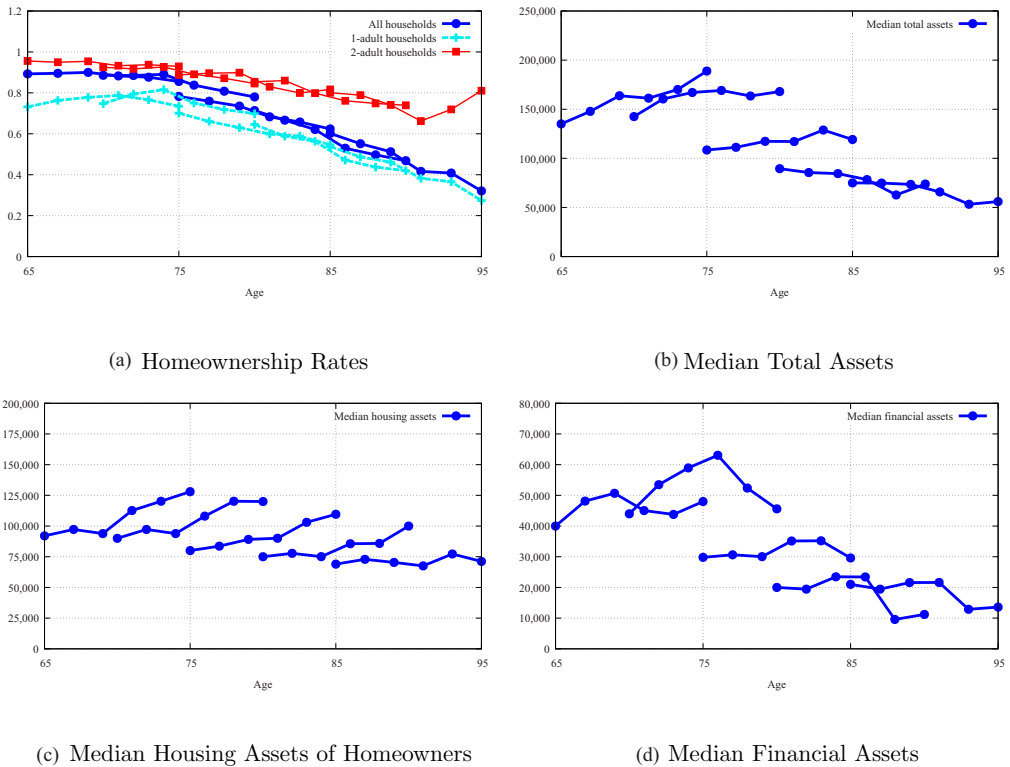 1.2
1
0.8
0.6
0.4
0.2
0
65 75 85 95
Age
All households
1-adult households
2-adult households
(a) Homeownership Rates
250,000
200,000
150,000
100,000
50,000
0
65 75 85 95
Age
Median total assets
(b) Median Total Assets
200,000
175,000
150,000
125,000
100,000
75,000
50,000
25,000
0
65 75 85 95
Age
Median housing assets
(c) Median Housing Assets of Homeowners
80,000
70,000
60,000
50,000
40,000
30,000
20,000
10,000
0
65 75 85 95
Age
Median financial assets
(d) Median Financial Assets